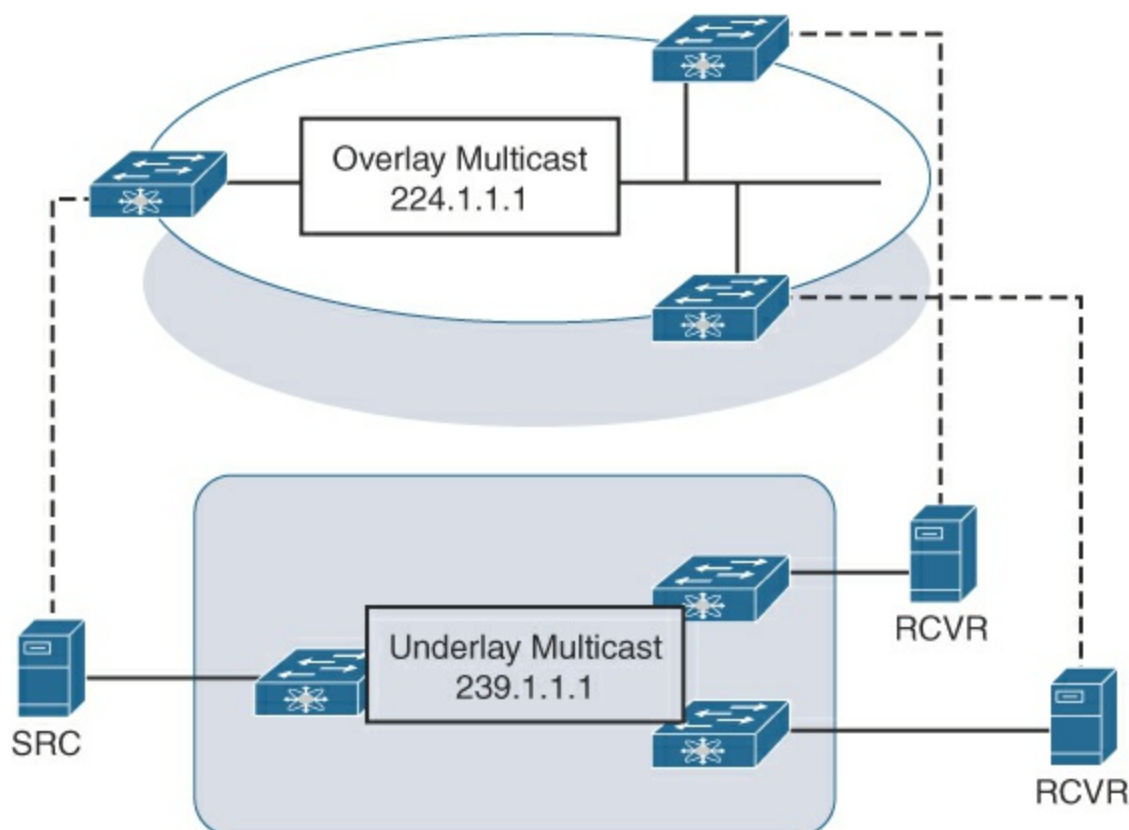 Overlay Multicast
224.1.1.1
RCVR
Underlay Multicast
239.1.1.1
SRC
RCVR